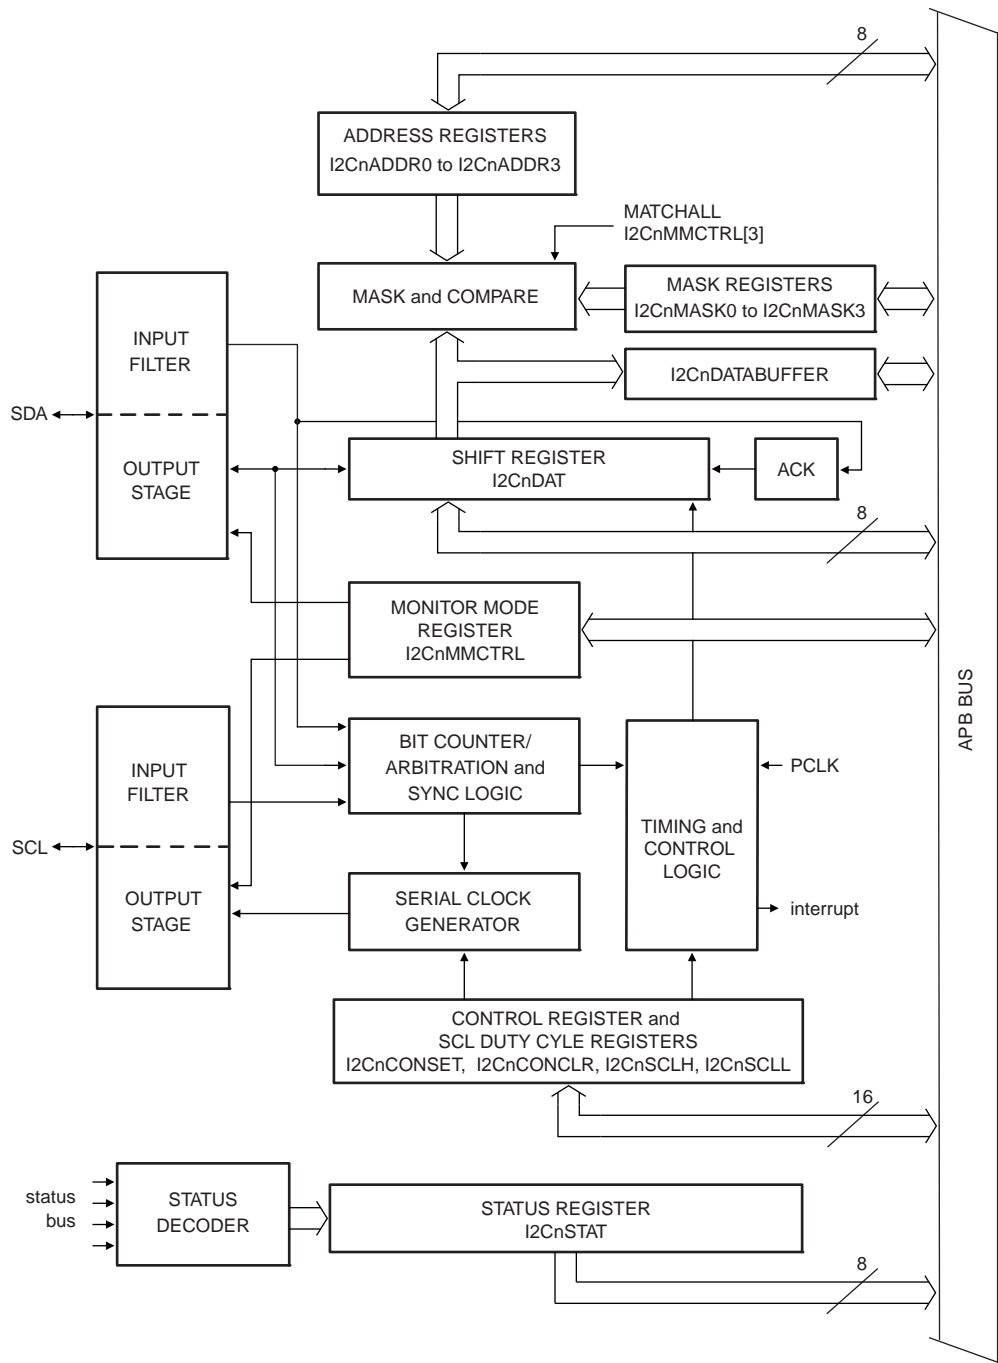 8
ADDRESS REGISTERS
I2CnADDR0 to I2CnADDR3
MATCHALL
I2CnMMCTRL[3]
MASK and COMPARE
MASK REGISTERS
I2CnMASK0 to I2CnMASK3
INPUT
FILTER
I2CnDATABUFFER
SDA
OUTPUT
STAGE
SHIFT REGISTER
I2CnDAT
ACK
8
MONITOR MODE
REGISTER
I2CnMMCTRL
APB BUS
INPUT
FILTER
BIT COUNTER/
ARBITRATION and
SYNC LOGIC
PCLK
SCL
TIMING and
CONTROL
LOGIC
OUTPUT
STAGE
SERIAL CLOCK
GENERATOR
interrupt
CONTROL REGISTER and
SCL DUTY CYLE REGISTERS
I2CnCONSET, I2CnCONCLR, I2CnSCLH, I2CnSCLL
16
status
bus
STATUS
DECODER
STATUS REGISTER
I2CnSTAT
8